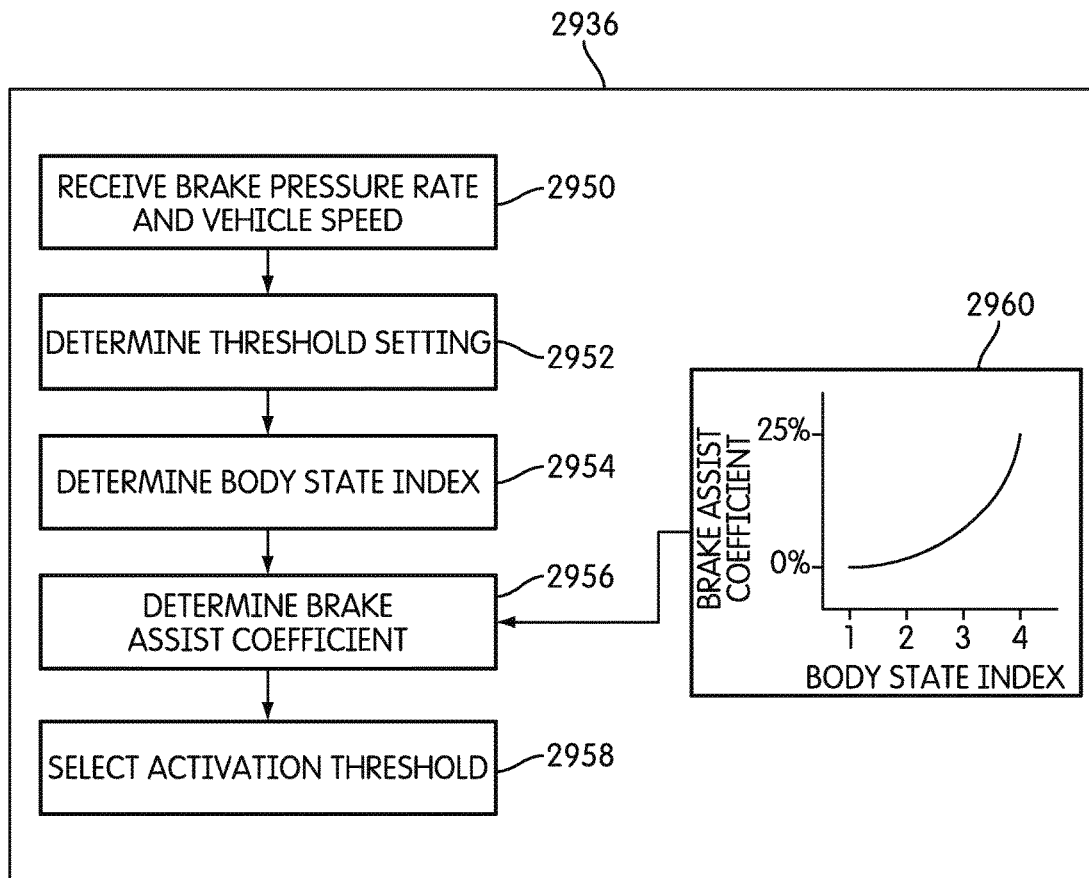 2936
RECEIVE BRAKE PRESSURE RATE
AND VEHICLE SPEED
2950
DETERMINE THRESHOLD SETTING
2952
DETERMINE BODY STATE INDEX
2954
DETERMINE BRAKE
ASSIST COEFFICIENT
2956
SELECT ACTIVATION THRESHOLD
2958
2960
BRAKE ASSIST
COEFFICIENT
25%
0%
1 2 3 4
BODY STATE INDEX